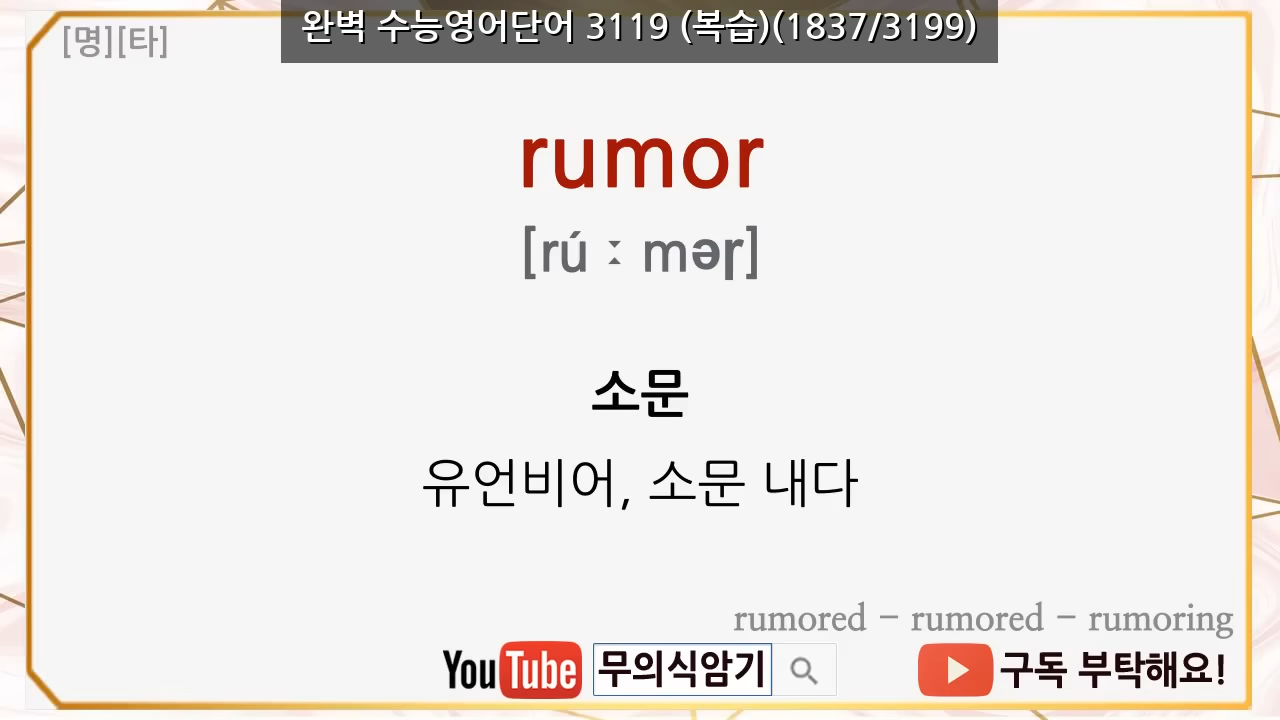 완벽 수능영어단어 3119 (복습)(1837/3199)
[명][타]
rumor
[rúːmər]
소문
유언비어, 소문 내다
rumored - rumored - rumoring
YouTube 무의식암기 구독 부탁해요!